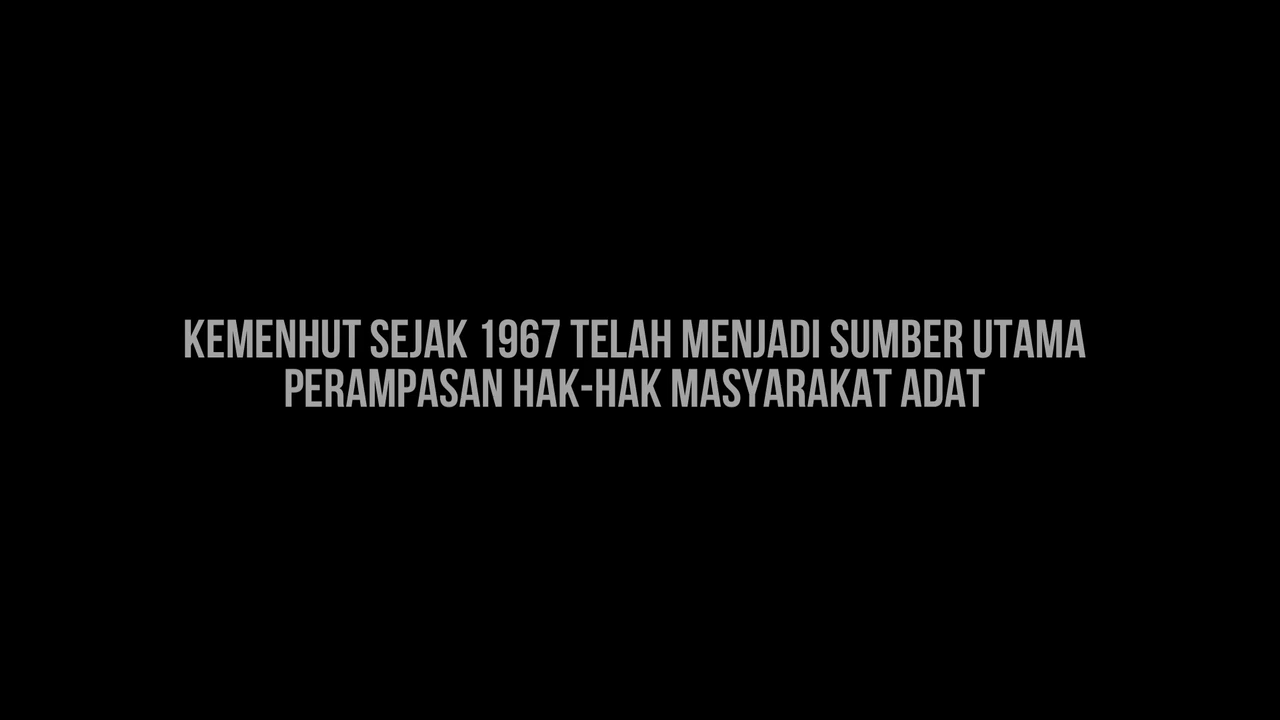 KEMENHUT SEJAK 1967 TELAH MENJADI SUMBER UTAMA
PERAMPASAN HAK-HAK MASYARAKAT ADAT